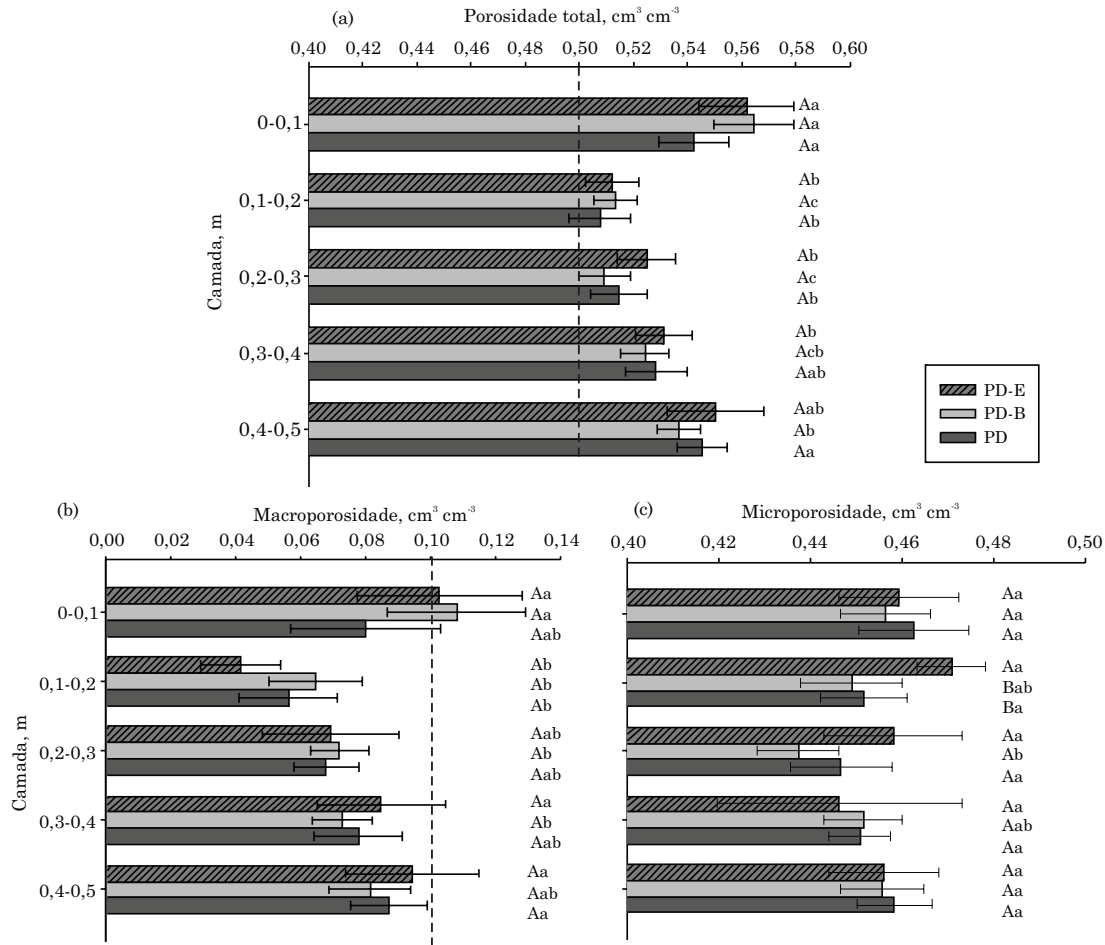 (a)
Porosidade total, cm³ cm⁻³
0,40 0,42 0,44 0,46 0,48 0,50 0,52 0,54 0,56 0,58 0,60
Camada, m
0-0,1
Aa
Aa
Aa
0,1-0,2
Ab
Ac
Ab
0,2-0,3
Ab
Ac
Ab
0,3-0,4
Ab
Acb
Aab
0,4-0,5
Aab
Ab
Aa
PD-E
PD-B
PD
(b)
Macroporosidade, cm³ cm⁻³
0,00 0,02 0,04 0,06 0,08 0,10 0,12 0,14
Camada, m
0-0,1
Aa
Aa
Aab
0,1-0,2
Ab
Ab
Ab
0,2-0,3
Aab
Ab
Aab
0,3-0,4
Aa
Ab
Aab
0,4-0,5
Aa
Aab
Aa
(c)
Microporosidade, cm³ cm⁻³
0,40 0,42 0,44 0,46 0,48 0,50
Aa
Aa
Aa
Aa
Bab
Ba
Aa
Ab
Aa
Aa
Aab
Aa
Aa
Aa
Aa